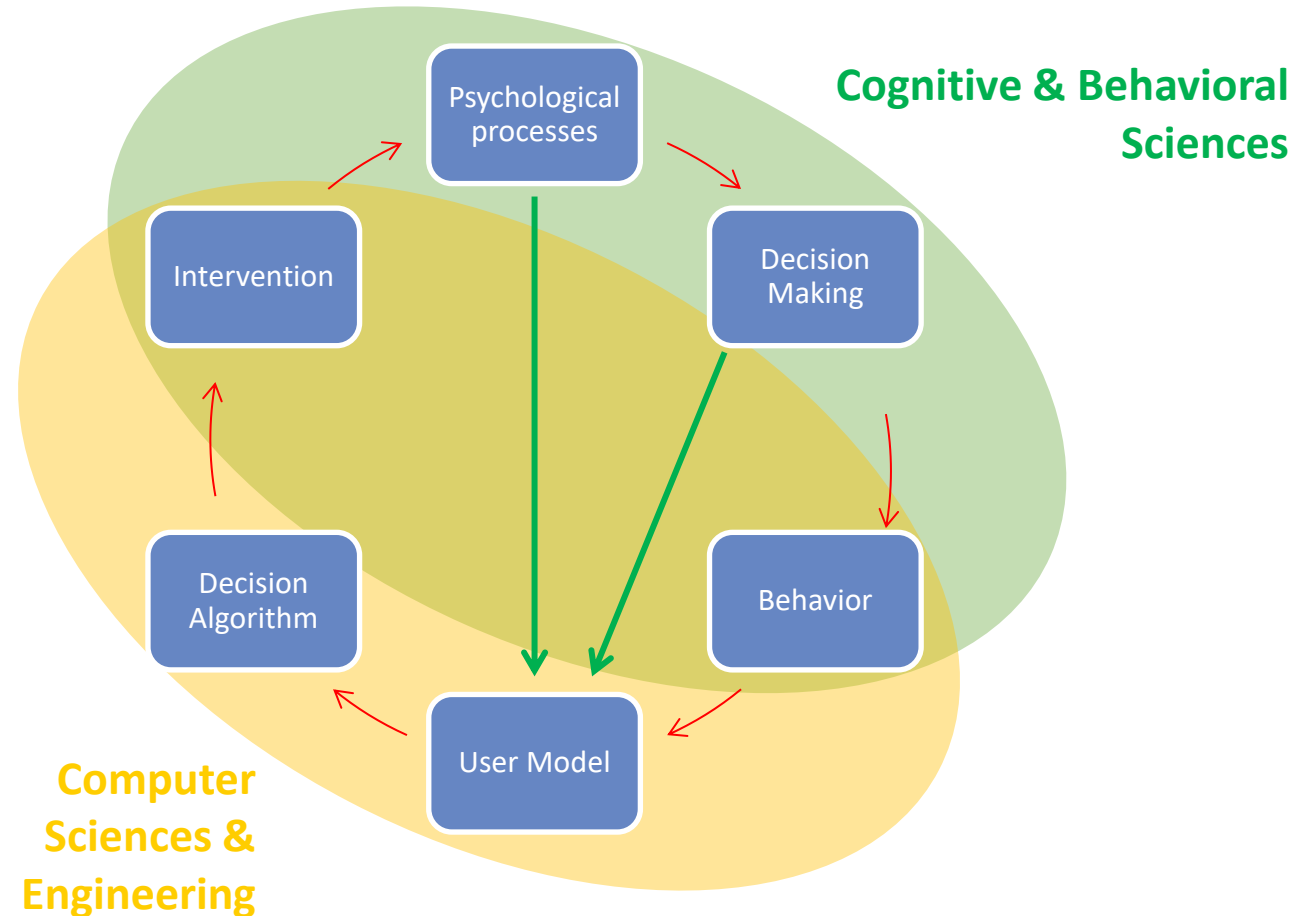 Psychological
processes
Cognitive & Behavioral
Sciences
Intervention
Decision
Making
Decision
Algorithm
Behavior
User Model
Computer
Sciences &
Engineering